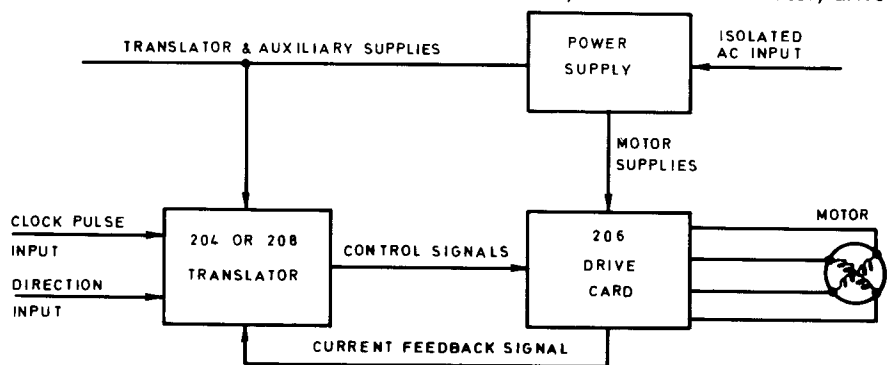 TRANSLATOR & AUXILIARY SUPPLIES
POWER
SUPPLY
ISOLATED
AC INPUT
MOTOR
SUPPLIES
CLOCK PULSE
INPUT
DIRECTION
INPUT
204 OR 208
TRANSLATOR
CONTROL SIGNALS
206
DRIVE
CARD
MOTOR
CURRENT FEEDBACK SIGNAL